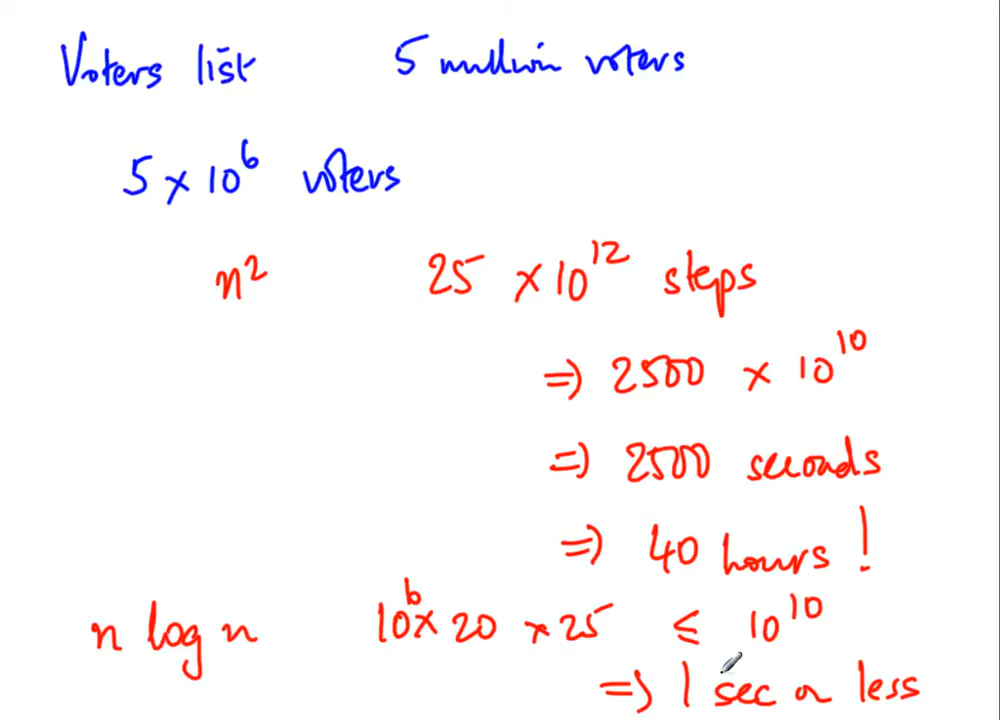 Voters list 5 million voters
5 × 10^6 voters
n^2 25 × 10^12 steps
=> 2500 × 10^10
=> 2500 seconds
=> 40 hours!
n log n 10^6 × 20 × 25 ≤ 10^10
=> 1 sec or less